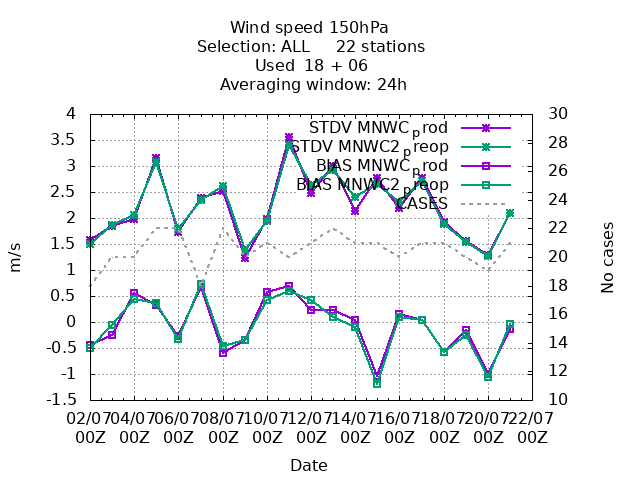 Wind speed 150hPa
Selection: ALL 22 stations
Used 18 + 06
Averaging window: 24h
4
3.5
3
2.5
2
1.5
1
0.5
0
-0.5
-1
-1.5
m/s
30
28
26
24
22
20
18
16
14
12
10
No cases
STDV MNWC_prod
STDV MNWC2_preop
BIAS MNWC_prod
BIAS MNWC2_preop
CASES
02/07 04/07 06/07 08/07 10/07 12/07 14/07 16/07 18/07 20/07 22/07
00Z 00Z 00Z 00Z 00Z 00Z 00Z 00Z 00Z 00Z 00Z
Date